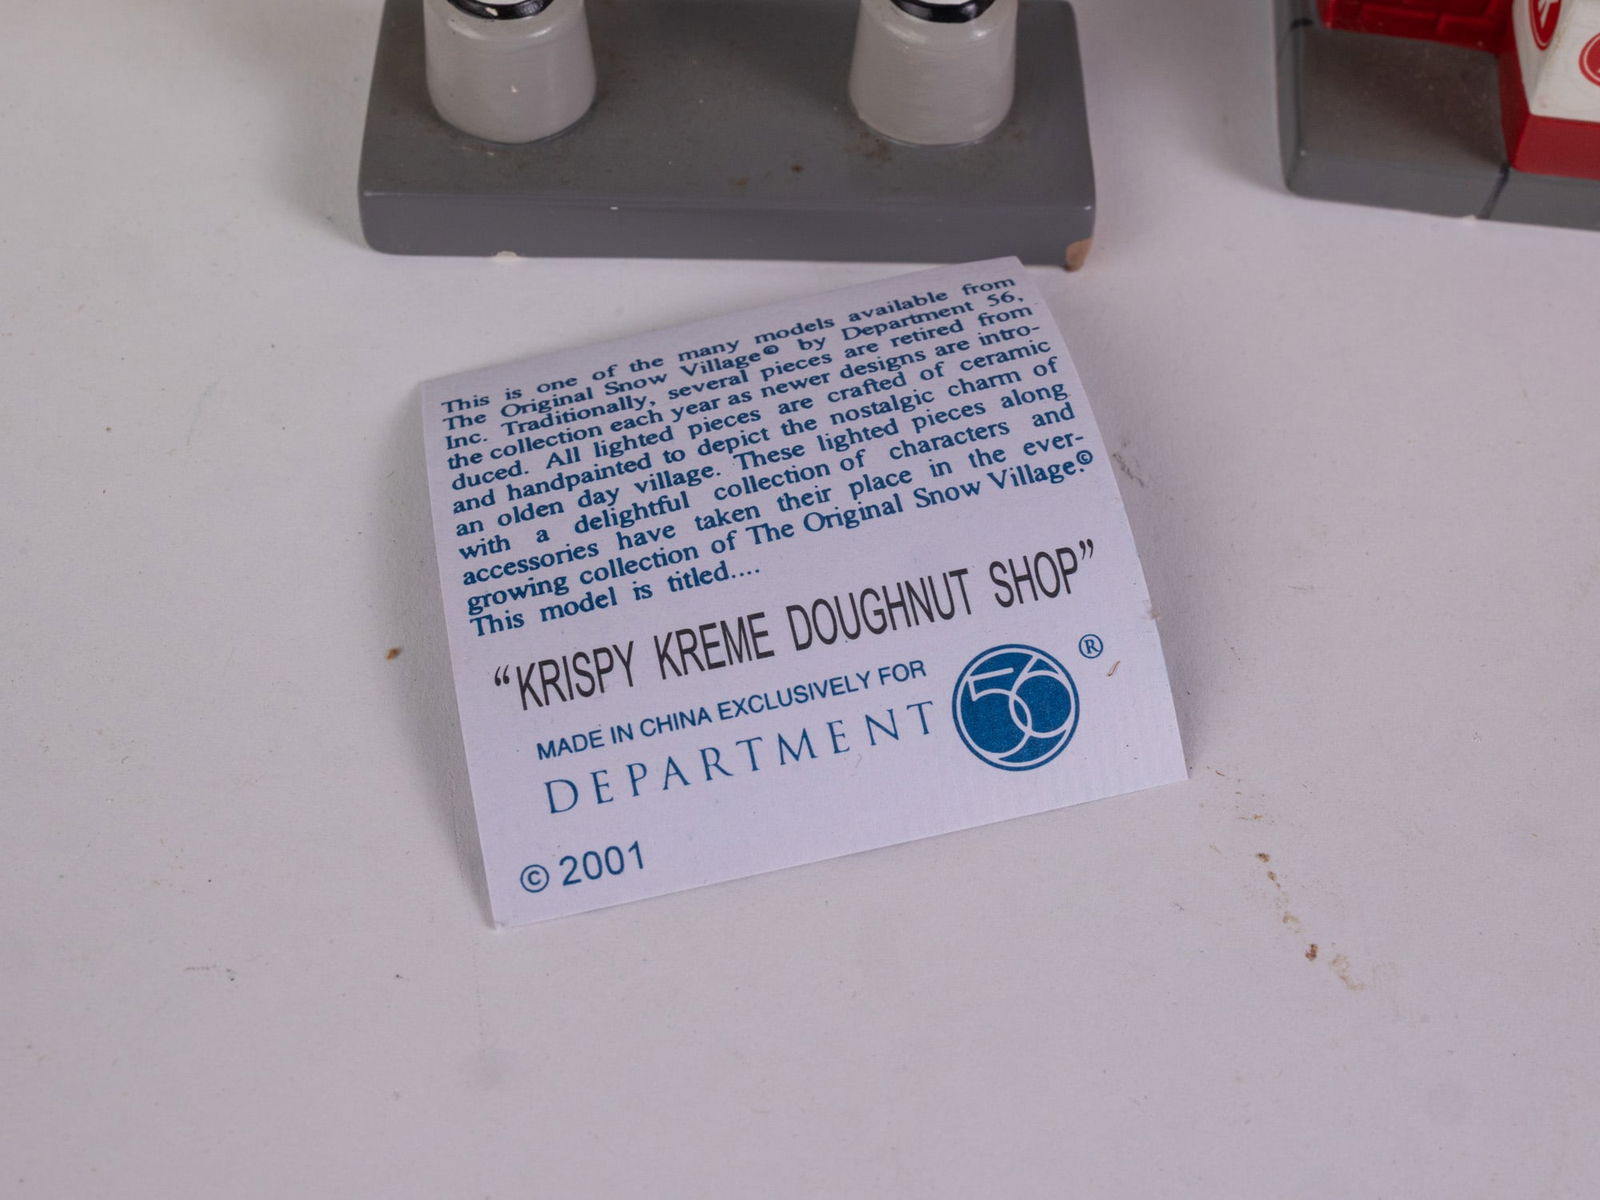 This is one of the many models available from
The Original Snow Village© by Department 56,
Inc. Traditionally, several pieces are retired from
the collection each year as newer designs are intro-
duced. All lighted pieces are crafted of ceramic
and handpainted to depict the nostalgic charm of
an olden day village. These lighted pieces along
with a delightful collection of characters and
accessories have taken their place in the ever-
growing collection of The Original Snow Village.©
This model is titled....
“KRISPY KREME DOUGHNUT SHOP”
MADE IN CHINA EXCLUSIVELY FOR
DEPARTMENT 56 ®
© 2001